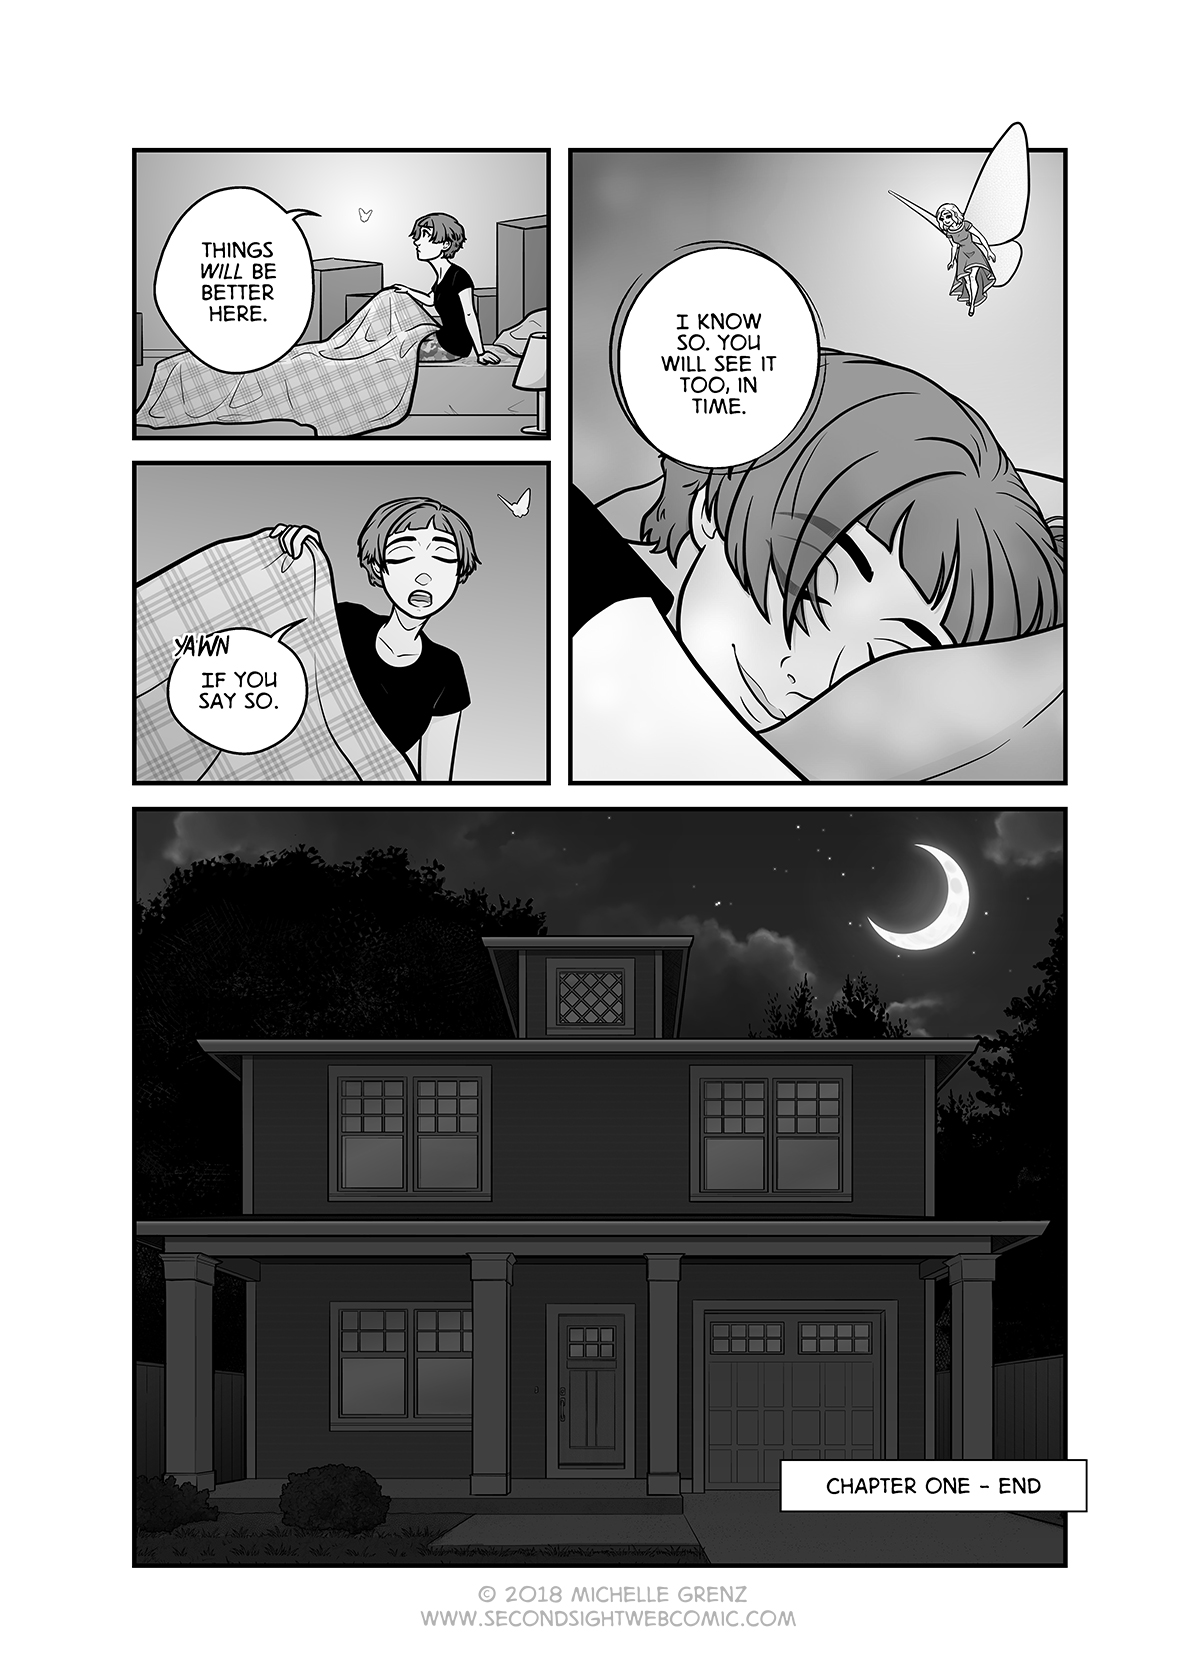 THINGS
WILL BE
BETTER
HERE.
YAWN
IF YOU
SAY SO.
I KNOW
SO. YOU
WILL SEE IT
TOO, IN
TIME.
CHAPTER ONE - END
© 2018 MICHELLE GRENZ
WWW.SECONDSIGHTWEBCOMIC.COM